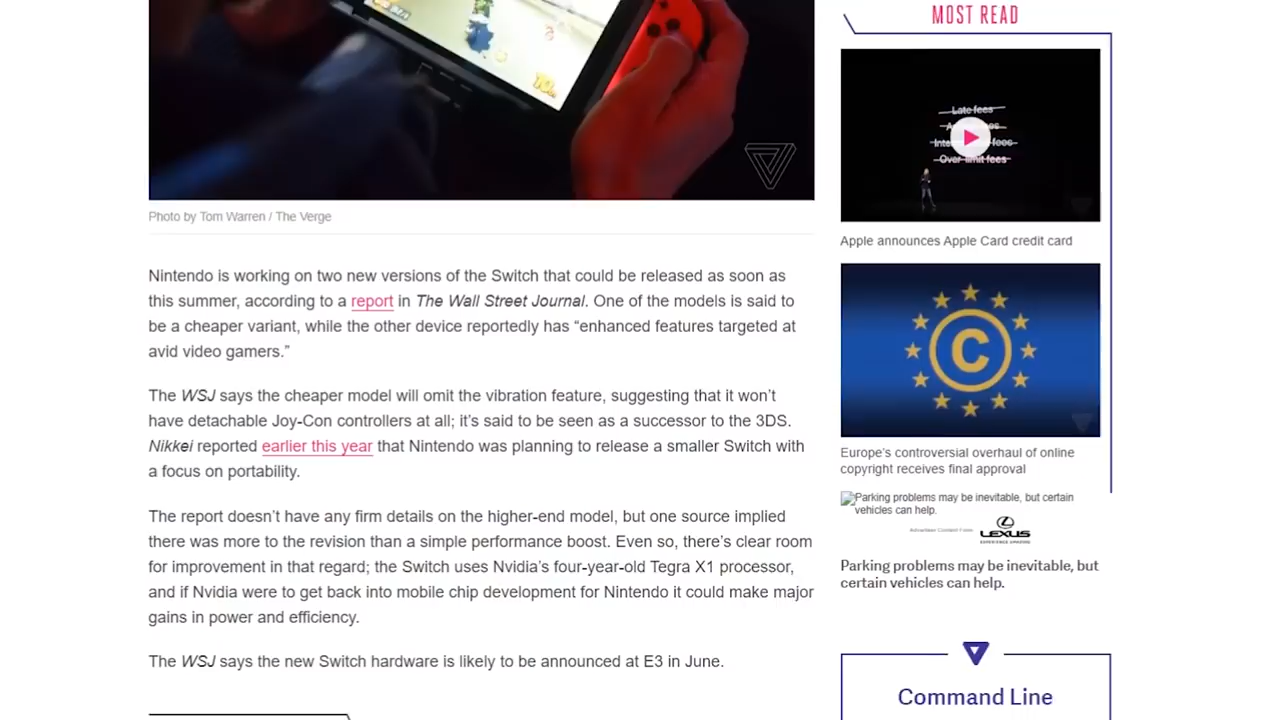 MOST READ
Late fees
Over-limit fees
Photo by Tom Warren / The Verge
Apple announces Apple Card credit card
Nintendo is working on two new versions of the Switch that could be released as soon as
this summer, according to a report in The Wall Street Journal. One of the models is said to
be a cheaper variant, while the other device reportedly has “enhanced features targeted at
avid video gamers.”
C
The WSJ says the cheaper model will omit the vibration feature, suggesting that it won’t
have detachable Joy-Con controllers at all; it’s said to be seen as a successor to the 3DS.
Nikkei reported earlier this year that Nintendo was planning to release a smaller Switch with
a focus on portability.
Europe’s controversial overhaul of online
copyright receives final approval
Parking problems may be inevitable, but certain
vehicles can help.
Advertiser Content From
LEXUS
EXPERIENCE AMAZING
The report doesn’t have any firm details on the higher-end model, but one source implied
there was more to the revision than a simple performance boost. Even so, there’s clear room
for improvement in that regard; the Switch uses Nvidia’s four-year-old Tegra X1 processor,
and if Nvidia were to get back into mobile chip development for Nintendo it could make major
gains in power and efficiency.
Parking problems may be inevitable, but
certain vehicles can help.
The WSJ says the new Switch hardware is likely to be announced at E3 in June.
Command Line